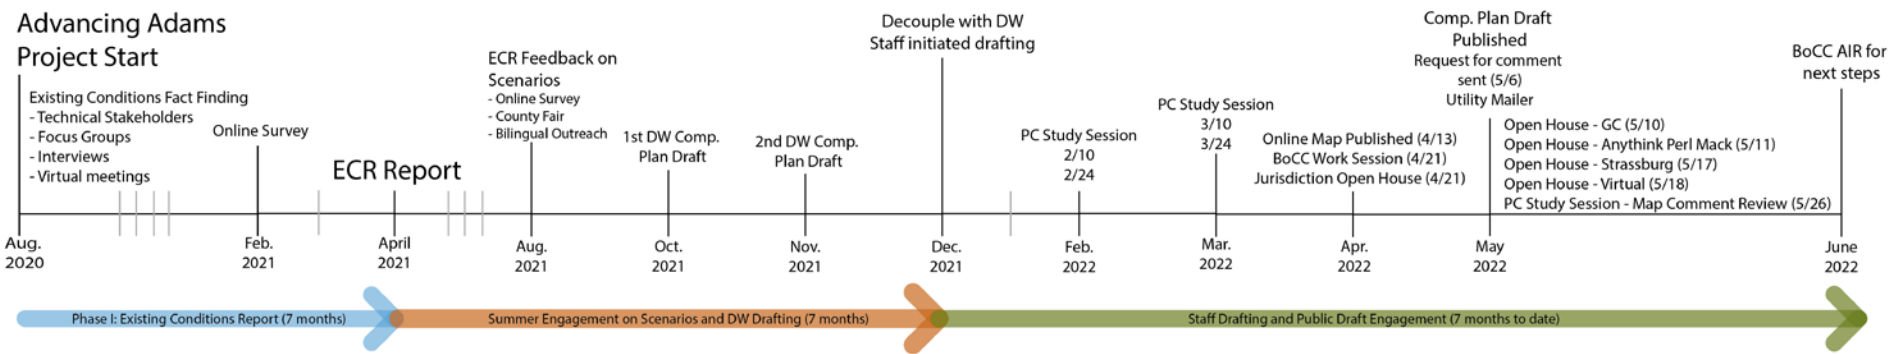 Advancing Adams
Project Start
Existing Conditions Fact Finding
- Technical Stakeholders
- Focus Groups
- Interviews
- Virtual meetings
Online Survey
ECR Report
ECR Feedback on
Scenarios
- Online Survey
- County Fair
- Bilingual Outreach
1st DW Comp.
Plan Draft
2nd DW Comp.
Plan Draft
Decouple with DW
Staff initiated drafting
PC Study Session
2/10
2/24
PC Study Session
3/10
3/24
Online Map Published (4/13)
BoCC Work Session (4/21)
Jurisdiction Open House (4/21)
Comp. Plan Draft
Published
Request for comment
sent (5/6)
Utility Mailer
Open House - GC (5/10)
Open House - Anythink Perl Mack (5/11)
Open House - Strassburg (5/17)
Open House - Virtual (5/18)
PC Study Session - Map Comment Review (5/26)
BoCC AIR for
next steps
Aug.
2020
Feb.
2021
April
2021
Aug.
2021
Oct.
2021
Nov.
2021
Dec.
2021
Feb.
2022
Mar.
2022
Apr.
2022
May
2022
June
2022
Phase I: Existing Conditions Report (7 months)
Summer Engagement on Scenarios and DW Drafting (7 months)
Staff Drafting and Public Draft Engagement (7 months to date)